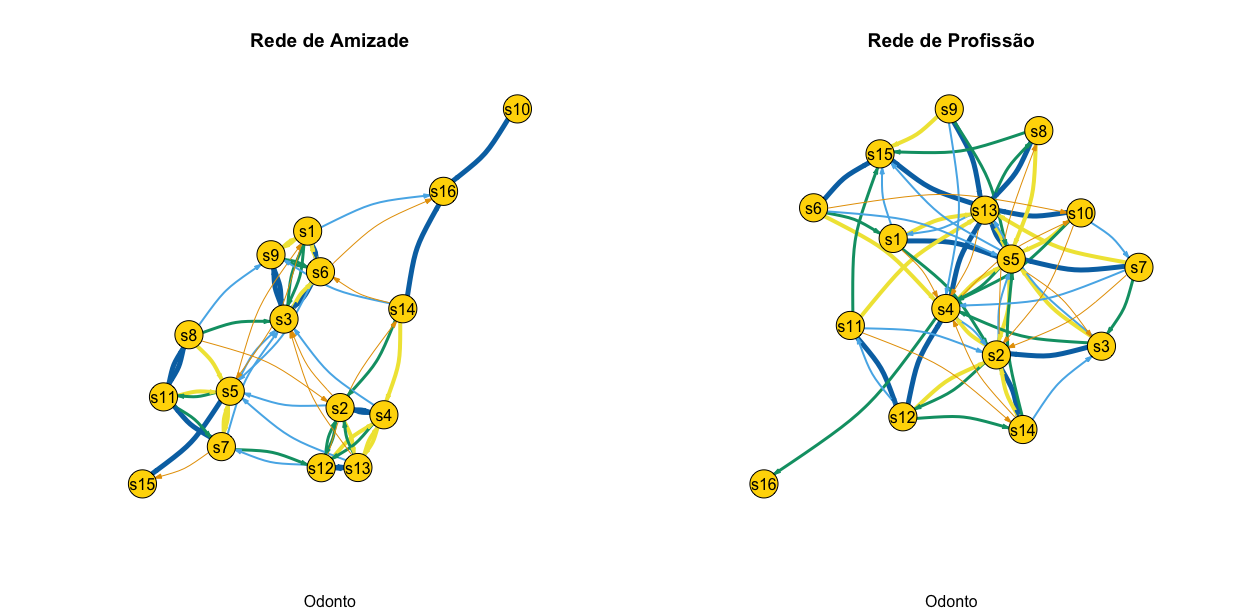 Rede de Amizade
s10
s16
s1
s9
s6
s14
s3
s8
s5
s11
s2
s4
s7
s12
s13
s15
Odonto
Rede de Profissão
s9
s8
s15
s6
s13
s10
s1
s5
s7
s4
s11
s2
s3
s12
s14
s16
Odonto